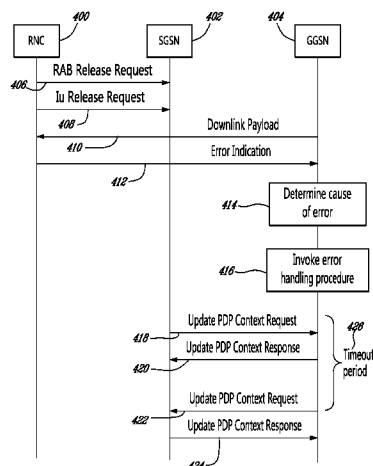 400
402
404
RNC
SGSN
GGSN
RAB Release Request
406
Iu Release Request
408
Downlink Payload
410
Error Indication
412
Determine cause
of error
414
Invoke error
handling procedure
416
Update PDP Context Request
418
Update PDP Context Response
420
426
Timeout
period
Update PDP Context Request
422
Update PDP Context Response
424